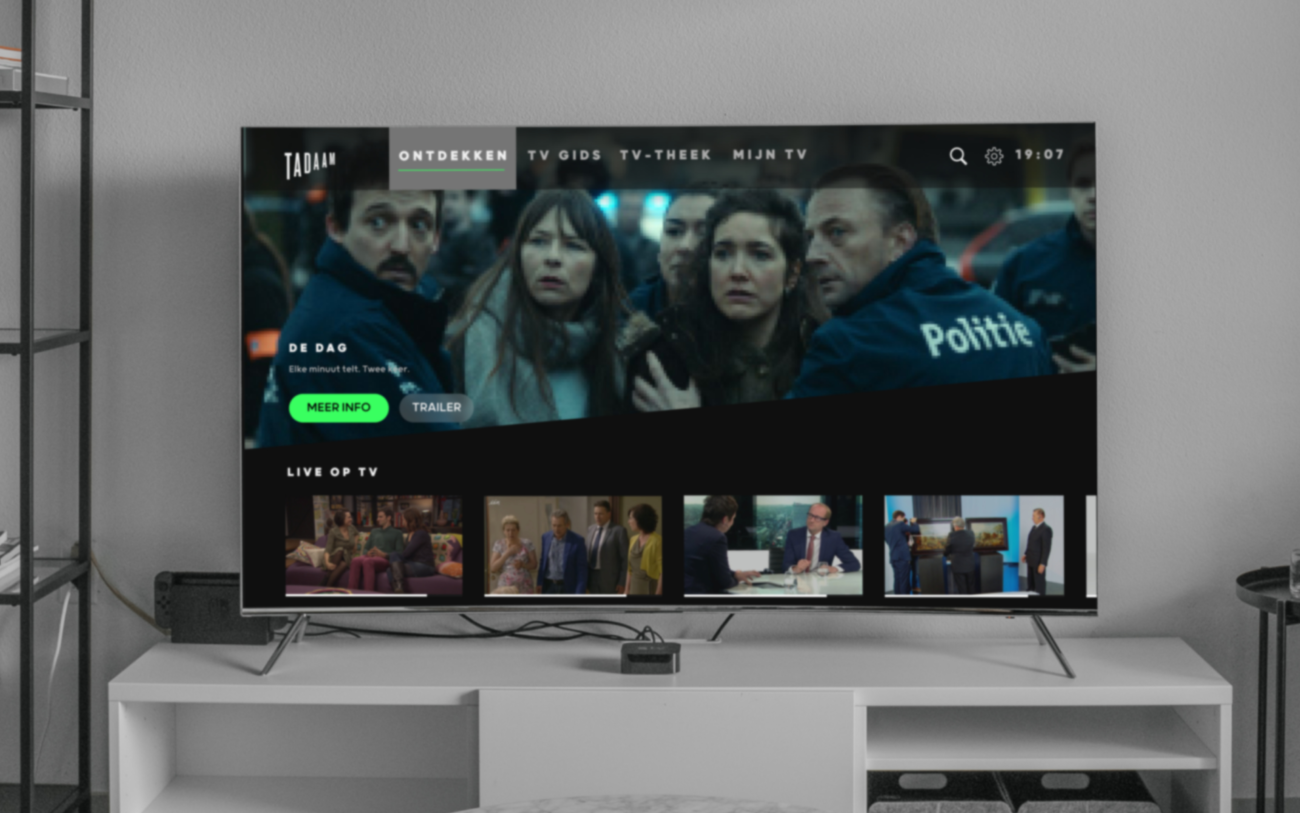 TADAAM
ONTDEKKEN
TV GIDS
TV-THEEK
MIJN TV
19:07
Politie
DE DAG
Elke minuut telt. Twee keer.
MEER INFO
TRAILER
LIVE OP TV